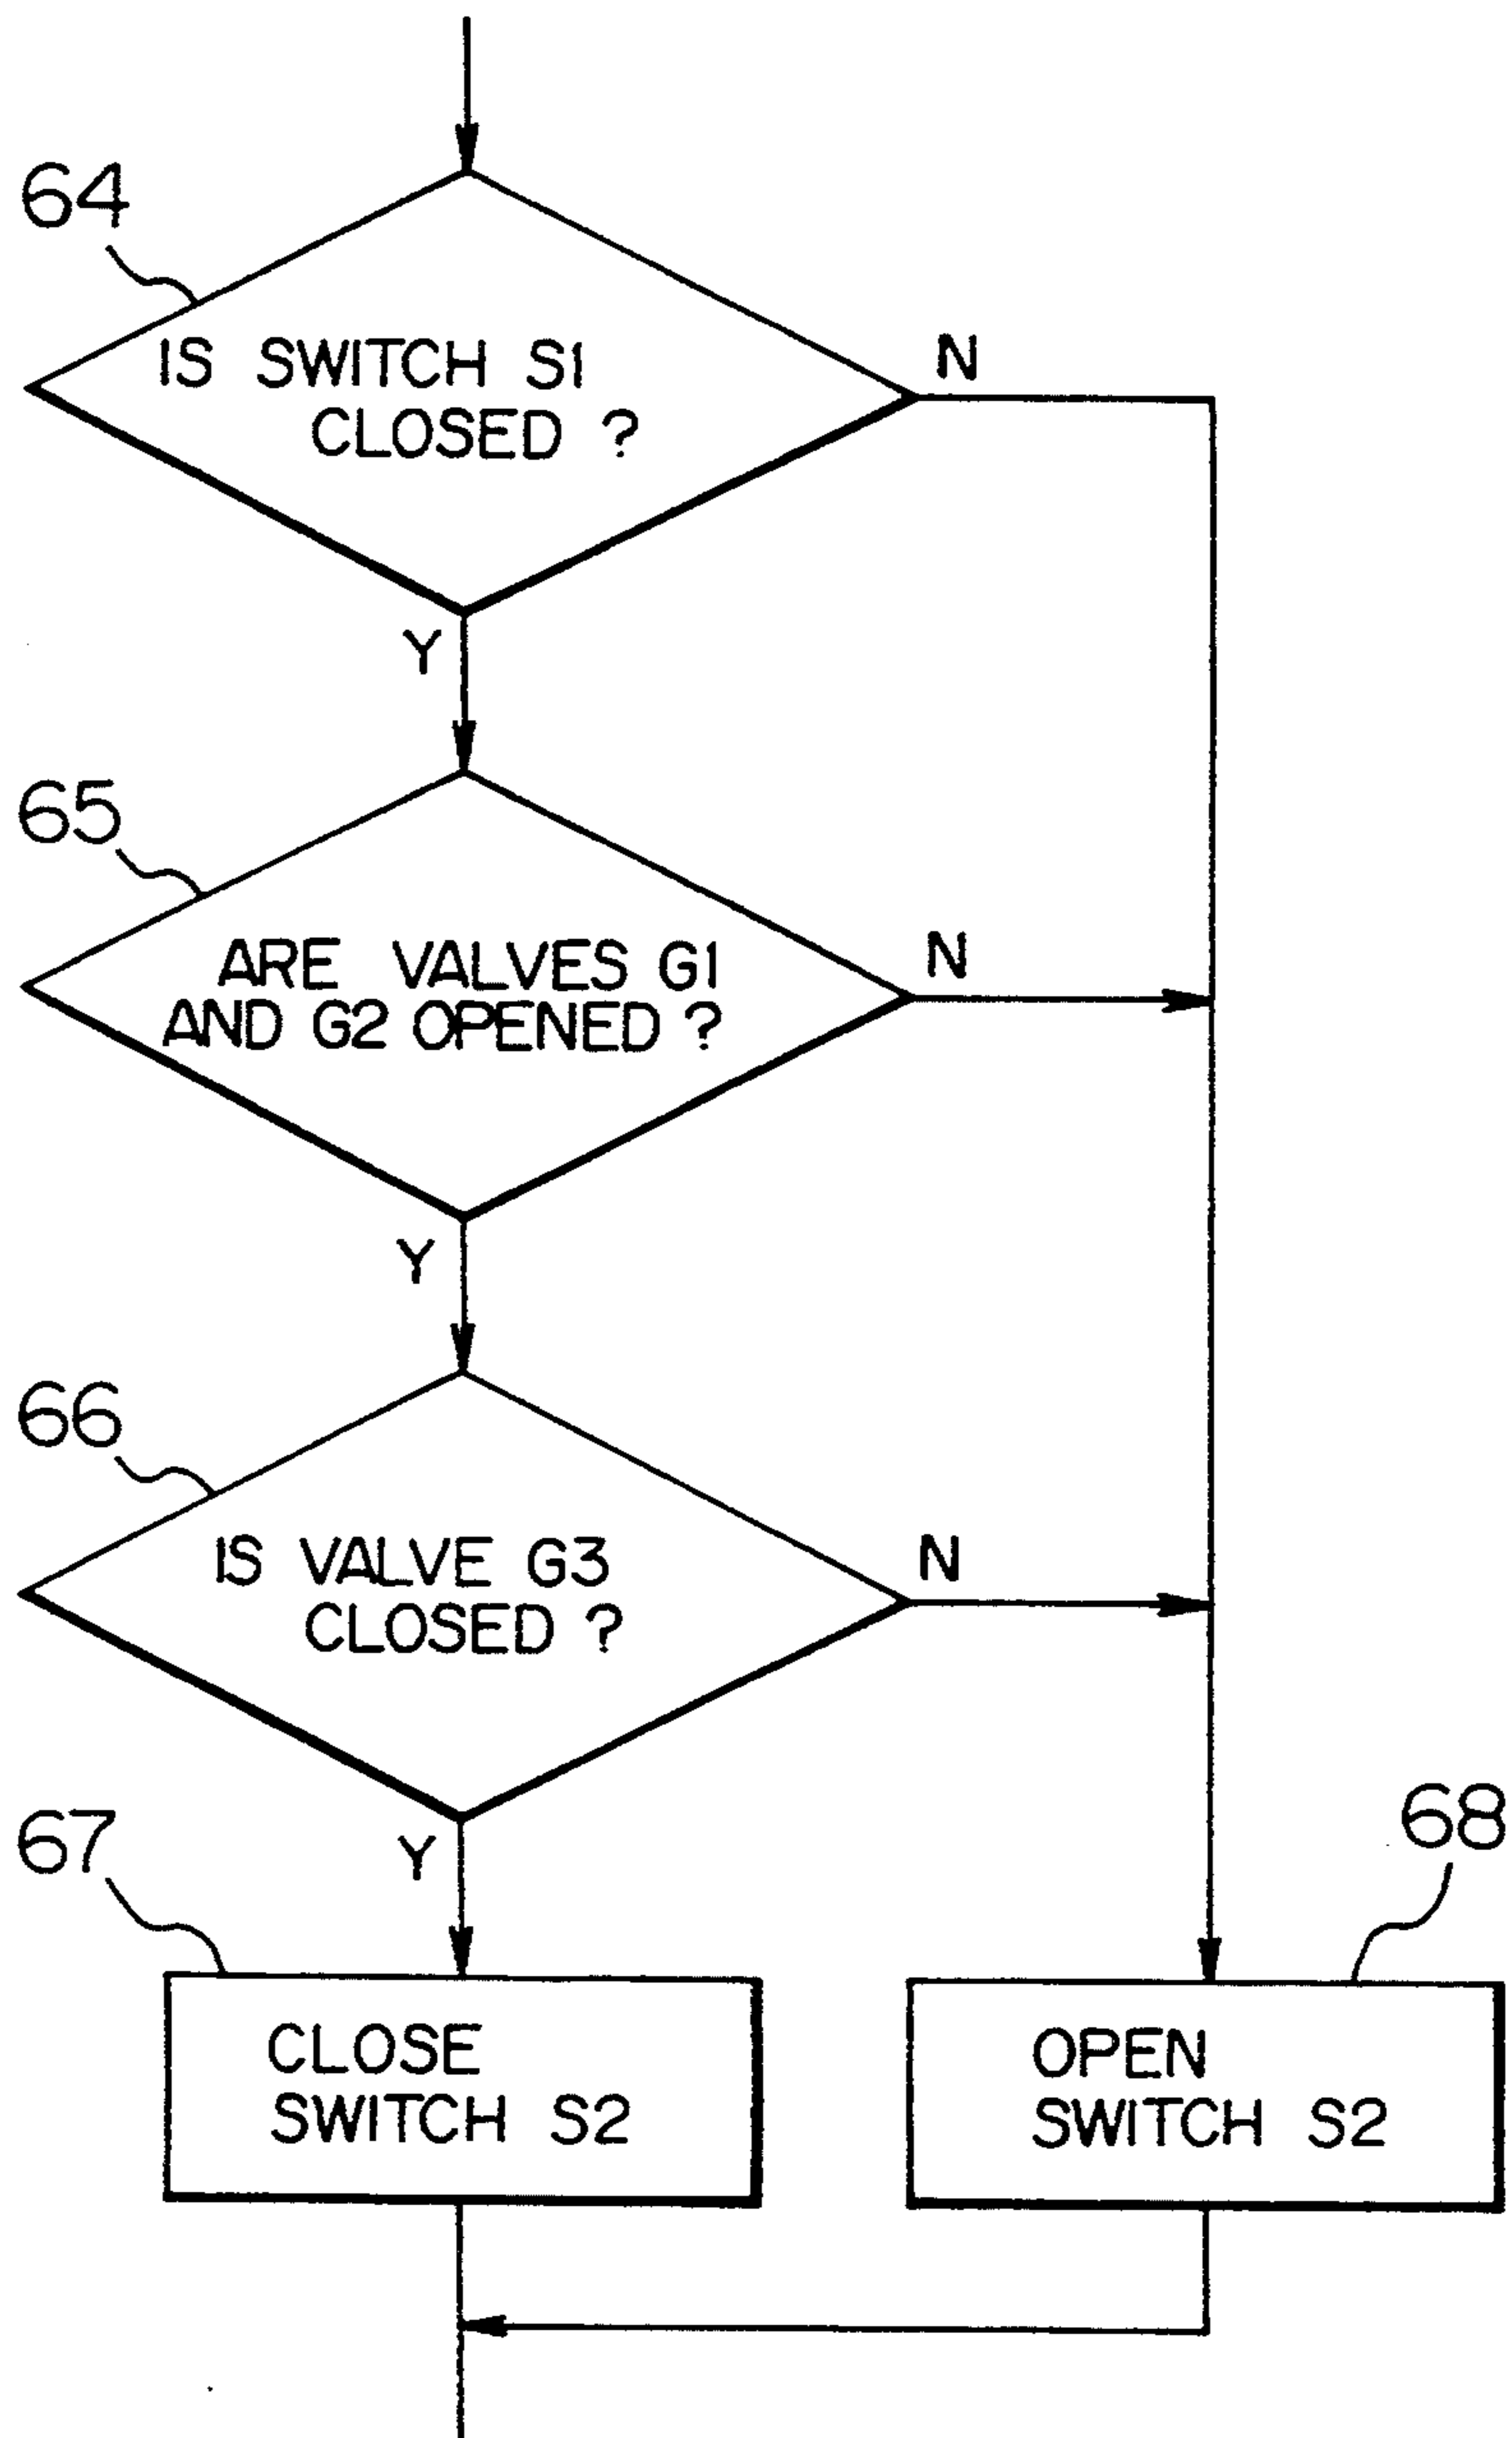 64
IS SWITCH S1
CLOSED ?
N
Y
65
ARE VALVES G1
AND G2 OPENED ?
N
Y
66
IS VALVE G3
CLOSED ?
N
Y
67
68
CLOSE
SWITCH S2
OPEN
SWITCH S2